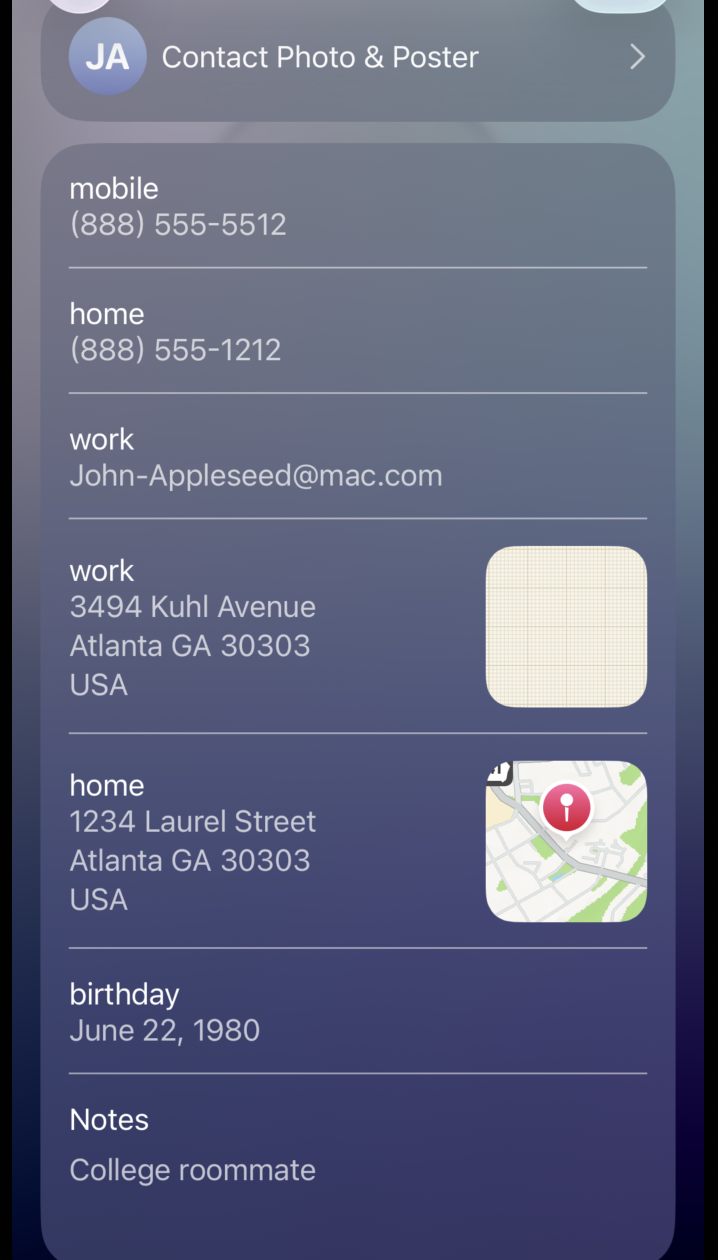 JA
Contact Photo & Poster
mobile
(888) 555-5512
home
(888) 555-1212
work
John-Appleseed@mac.com
work
3494 Kuhl Avenue
Atlanta GA 30303
USA
home
1234 Laurel Street
Atlanta GA 30303
USA
birthday
June 22, 1980
Notes
College roommate